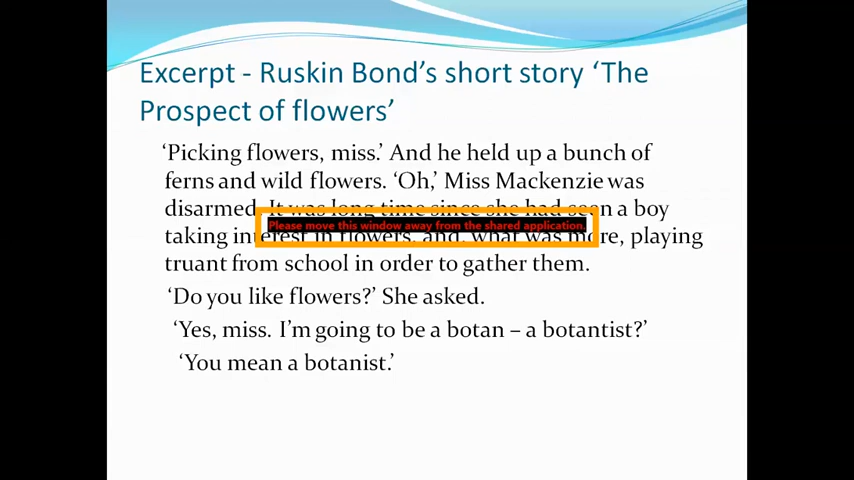 Excerpt - Ruskin Bond's short story 'The
Prospect of flowers'
'Picking flowers, miss.' And he held up a bunch of
ferns and wild flowers. 'Oh,' Miss Mackenzie was
disarmed. It was long time since she had seen a boy
Please move this window away from the shared application.
taking interest in flowers, and, what was more, playing
truant from school in order to gather them.
'Do you like flowers?' She asked.
'Yes, miss. I'm going to be a botan – a botantist?'
'You mean a botanist.'